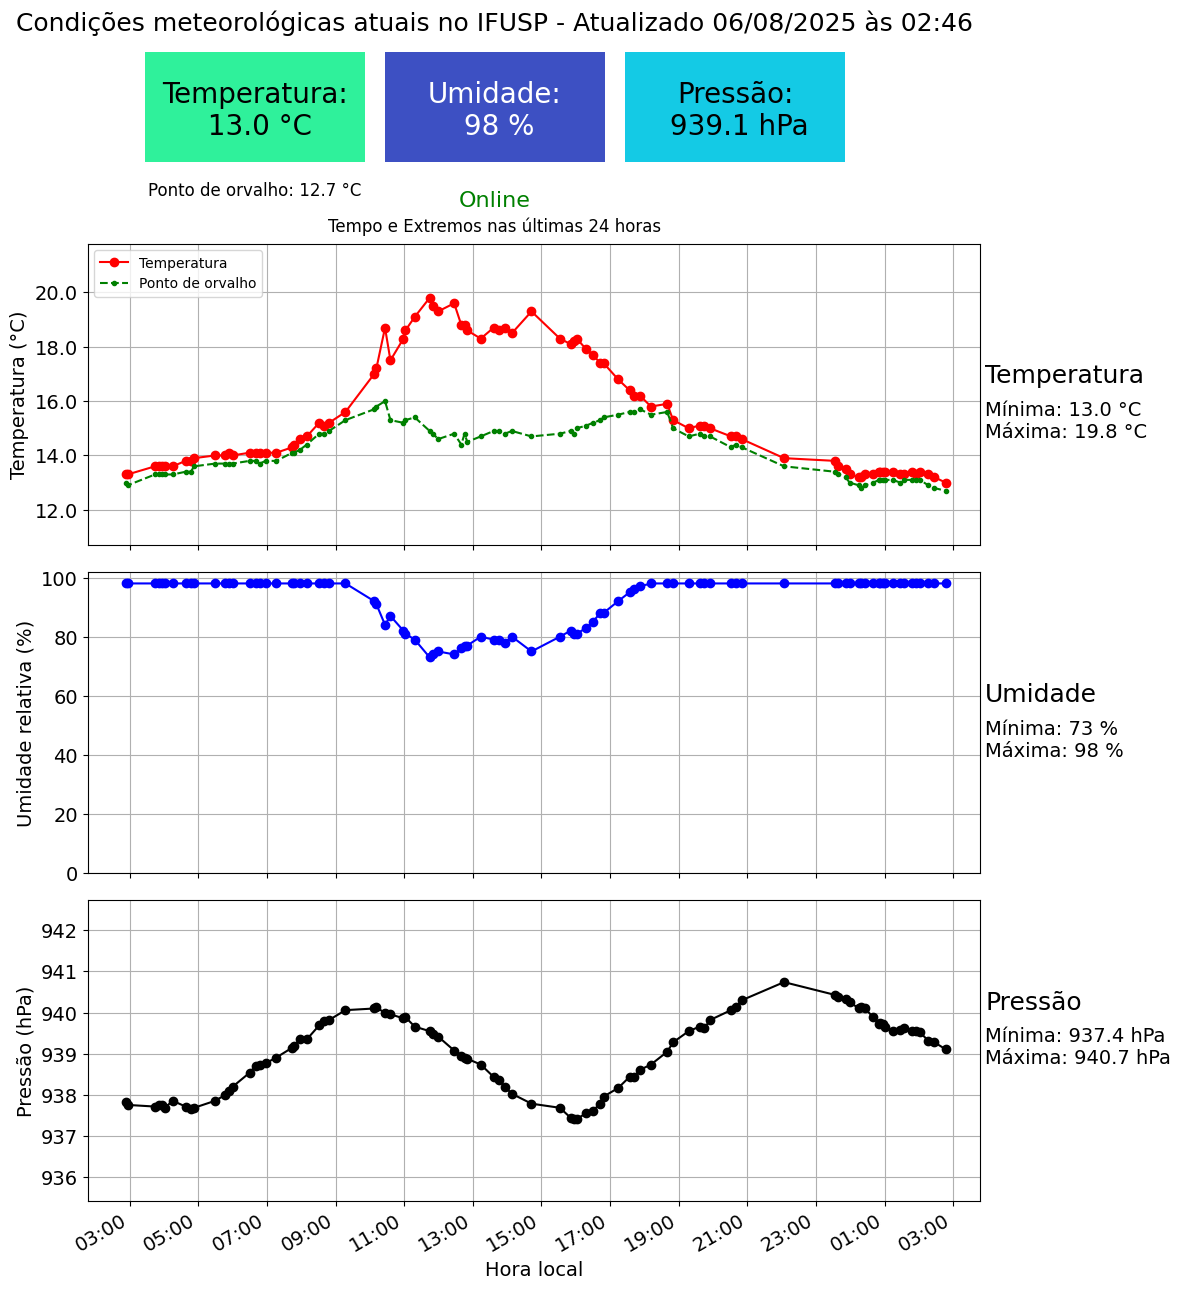 Condições meteorológicas atuais no IFUSP - Atualizado 06/08/2025 às 02:46
Temperatura:
13.0 °C
Umidade:
98 %
Pressão:
939.1 hPa
Ponto de orvalho: 12.7 °C
Online
Tempo e Extremos nas últimas 24 horas
Temperatura
Ponto de orvalho
Temperatura (°C)
20.0
18.0
16.0
14.0
12.0
Temperatura
Mínima: 13.0 °C
Máxima: 19.8 °C
Umidade relativa (%)
100
80
60
40
20
0
Umidade
Mínima: 73 %
Máxima: 98 %
Pressão (hPa)
942
941
940
939
938
937
936
Pressão
Mínima: 937.4 hPa
Máxima: 940.7 hPa
03:00 05:00 07:00 09:00 11:00 13:00 15:00 17:00 19:00 21:00 23:00 01:00 03:00
Hora local